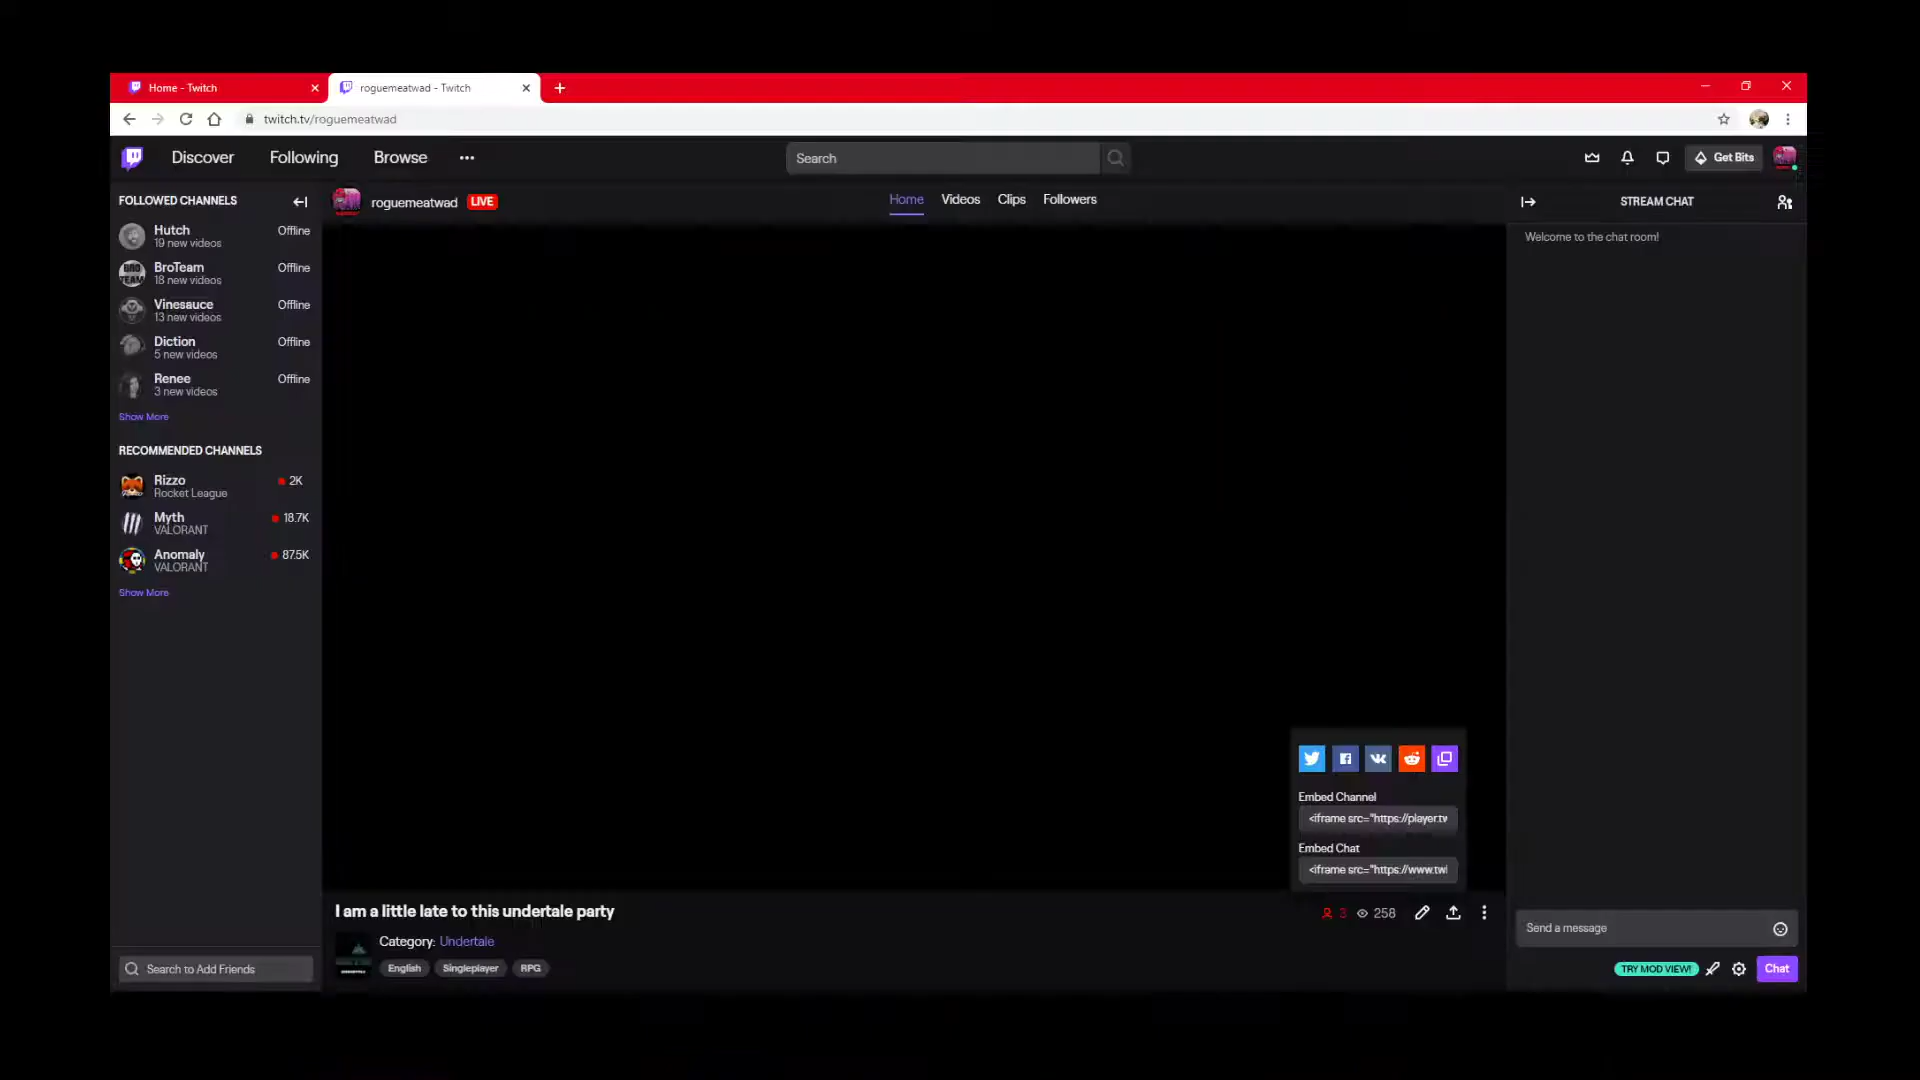 Home - Twitch
roguemeatwad - Twitch
twitch.tv/roguemeatwad
Discover
Following
Browse
Search
Get Bits
FOLLOWED CHANNELS
Hutch
Offline
19 new videos
BroTeam
Offline
18 new videos
Vinesauce
Offline
13 new videos
Diction
Offline
5 new videos
Renee
Offline
3 new videos
Show More
RECOMMENDED CHANNELS
Rizzo
2K
Rocket League
Myth
18.7K
VALORANT
Anomaly
87.5K
VALORANT
Show More
Search to Add Friends
roguemeatwad LIVE
Home
Videos
Clips
Followers
Embed Channel
<iframe src="https://player.tw
Embed Chat
<iframe src="https://www.twi
I am a little late to this undertale party
3
258
Category: Undertale
English
Singleplayer
RPG
STREAM CHAT
Welcome to the chat room!
Send a message
TRY MOD VIEW!
Chat